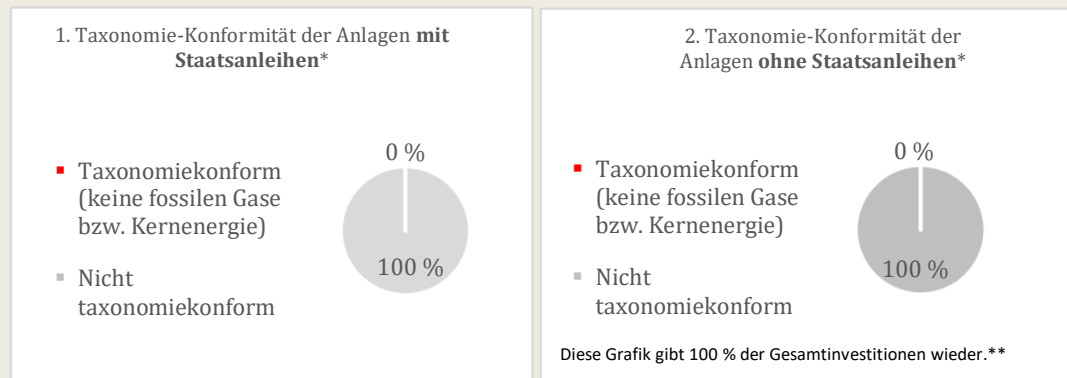 1. Taxonomie-Konformität der Anlagen mit
Staatsanleihen*
0 %
Taxonomiekonform
(keine fossilen Gase
bzw. Kernenergie)
100 %
Nicht
taxonomiekonform
2. Taxonomie-Konformität der
Anlagen ohne Staatsanleihen*
0 %
Taxonomiekonform
(keine fossilen Gase
bzw. Kernenergie)
100 %
Nicht
taxonomiekonform
Diese Grafik gibt 100 % der Gesamtinvestitionen wieder.**